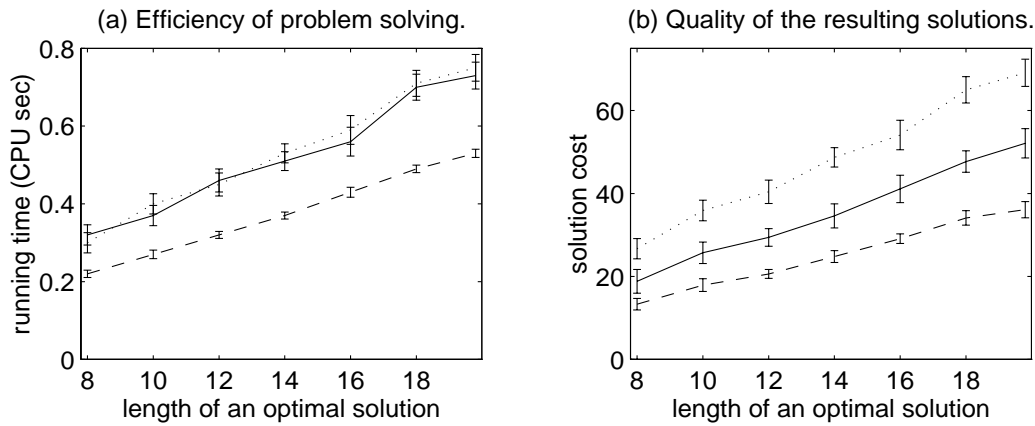 (a) Efficiency of problem solving.
0.8
0.6
0.4
0.2
0
running time (CPU sec)
8 10 12 14 16 18
length of an optimal solution
(b) Quality of the resulting solutions.
60
40
20
0
solution cost
8 10 12 14 16 18
length of an optimal solution